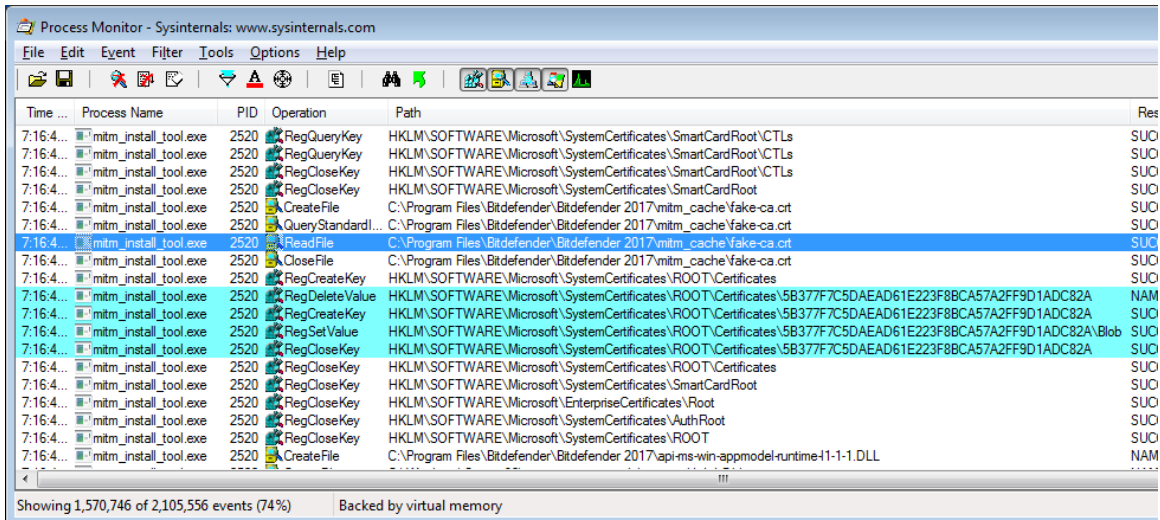 Process Monitor - Sysinternals: www.sysinternals.com
File Edit Event Filter Tools Options Help
Time ... Process Name PID Operation Path Res
7:16:4... mitm_install_tool.exe 2520 RegQueryKey HKLM\SOFTWARE\Microsoft\SystemCertificates\SmartCardRoot\CTLs SUC
7:16:4... mitm_install_tool.exe 2520 RegQueryKey HKLM\SOFTWARE\Microsoft\SystemCertificates\SmartCardRoot\CTLs SUC
7:16:4... mitm_install_tool.exe 2520 RegCloseKey HKLM\SOFTWARE\Microsoft\SystemCertificates\SmartCardRoot\CTLs SUC
7:16:4... mitm_install_tool.exe 2520 RegCloseKey HKLM\SOFTWARE\Microsoft\SystemCertificates\SmartCardRoot SUC
7:16:4... mitm_install_tool.exe 2520 CreateFile C:\Program Files\Bitdefender\Bitdefender 2017\mitm_cache\fake-ca.crt SUC
7:16:4... mitm_install_tool.exe 2520 QueryStandardI... C:\Program Files\Bitdefender\Bitdefender 2017\mitm_cache\fake-ca.crt SUC
7:16:4... mitm_install_tool.exe 2520 ReadFile C:\Program Files\Bitdefender\Bitdefender 2017\mitm_cache\fake-ca.crt SUC
7:16:4... mitm_install_tool.exe 2520 CloseFile C:\Program Files\Bitdefender\Bitdefender 2017\mitm_cache\fake-ca.crt SUC
7:16:4... mitm_install_tool.exe 2520 RegCreateKey HKLM\SOFTWARE\Microsoft\SystemCertificates\ROOT\Certificates SUC
7:16:4... mitm_install_tool.exe 2520 RegDeleteValue HKLM\SOFTWARE\Microsoft\SystemCertificates\ROOT\Certificates\5B377F7C5DAEAD61E223F8BCA57A2FF9D1ADC82A NAM
7:16:4... mitm_install_tool.exe 2520 RegCreateKey HKLM\SOFTWARE\Microsoft\SystemCertificates\ROOT\Certificates\5B377F7C5DAEAD61E223F8BCA57A2FF9D1ADC82A SUC
7:16:4... mitm_install_tool.exe 2520 RegSetValue HKLM\SOFTWARE\Microsoft\SystemCertificates\ROOT\Certificates\5B377F7C5DAEAD61E223F8BCA57A2FF9D1ADC82A\Blob SUC
7:16:4... mitm_install_tool.exe 2520 RegCloseKey HKLM\SOFTWARE\Microsoft\SystemCertificates\ROOT\Certificates\5B377F7C5DAEAD61E223F8BCA57A2FF9D1ADC82A SUC
7:16:4... mitm_install_tool.exe 2520 RegCloseKey HKLM\SOFTWARE\Microsoft\SystemCertificates\ROOT\Certificates SUC
7:16:4... mitm_install_tool.exe 2520 RegCloseKey HKLM\SOFTWARE\Microsoft\SystemCertificates\SmartCardRoot SUC
7:16:4... mitm_install_tool.exe 2520 RegCloseKey HKLM\SOFTWARE\Microsoft\EnterpriseCertificates\Root SUC
7:16:4... mitm_install_tool.exe 2520 RegCloseKey HKLM\SOFTWARE\Microsoft\SystemCertificates\AuthRoot SUC
7:16:4... mitm_install_tool.exe 2520 RegCloseKey HKLM\SOFTWARE\Microsoft\SystemCertificates\ROOT SUC
7:16:4... mitm_install_tool.exe 2520 CreateFile C:\Program Files\Bitdefender\Bitdefender 2017\api-ms-win-appmodel-runtime-l1-1-1.DLL NAM
Showing 1,570,746 of 2,105,556 events (74%) Backed by virtual memory